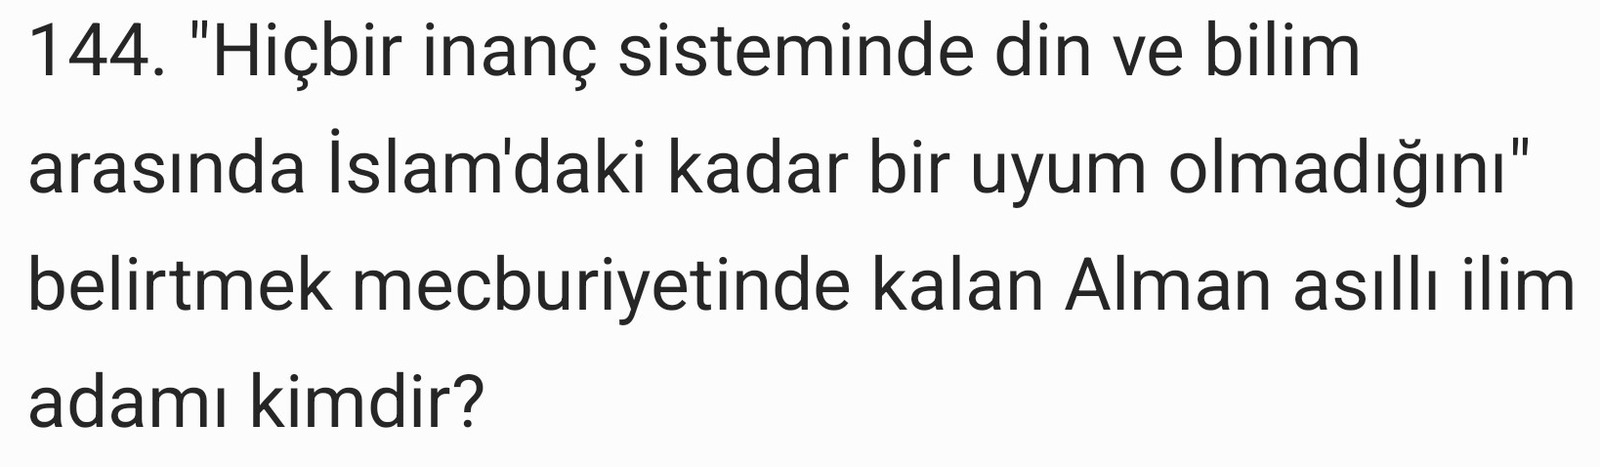 144. "Hiçbir inanç sisteminde din ve bilim
arasında İslam'daki kadar bir uyum olmadığını"
belirtmek mecburiyetinde kalan Alman asıllı ilim
adamı kimdir?